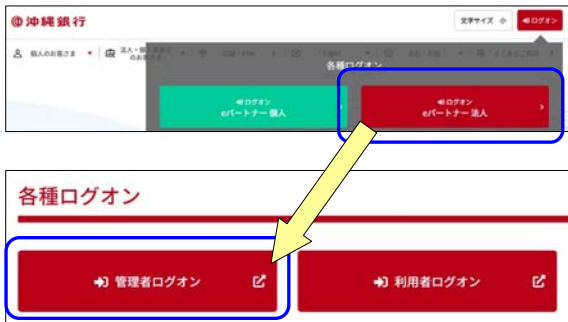 沖縄銀行
文字サイズ 小
ログオン
個人のお客さま
法人・個
のお客さま
各種ログオン
ログオン
eパートナー 個人
ログオン
eパートナー 法人
各種ログオン
管理者ログオン
利用者ログオン